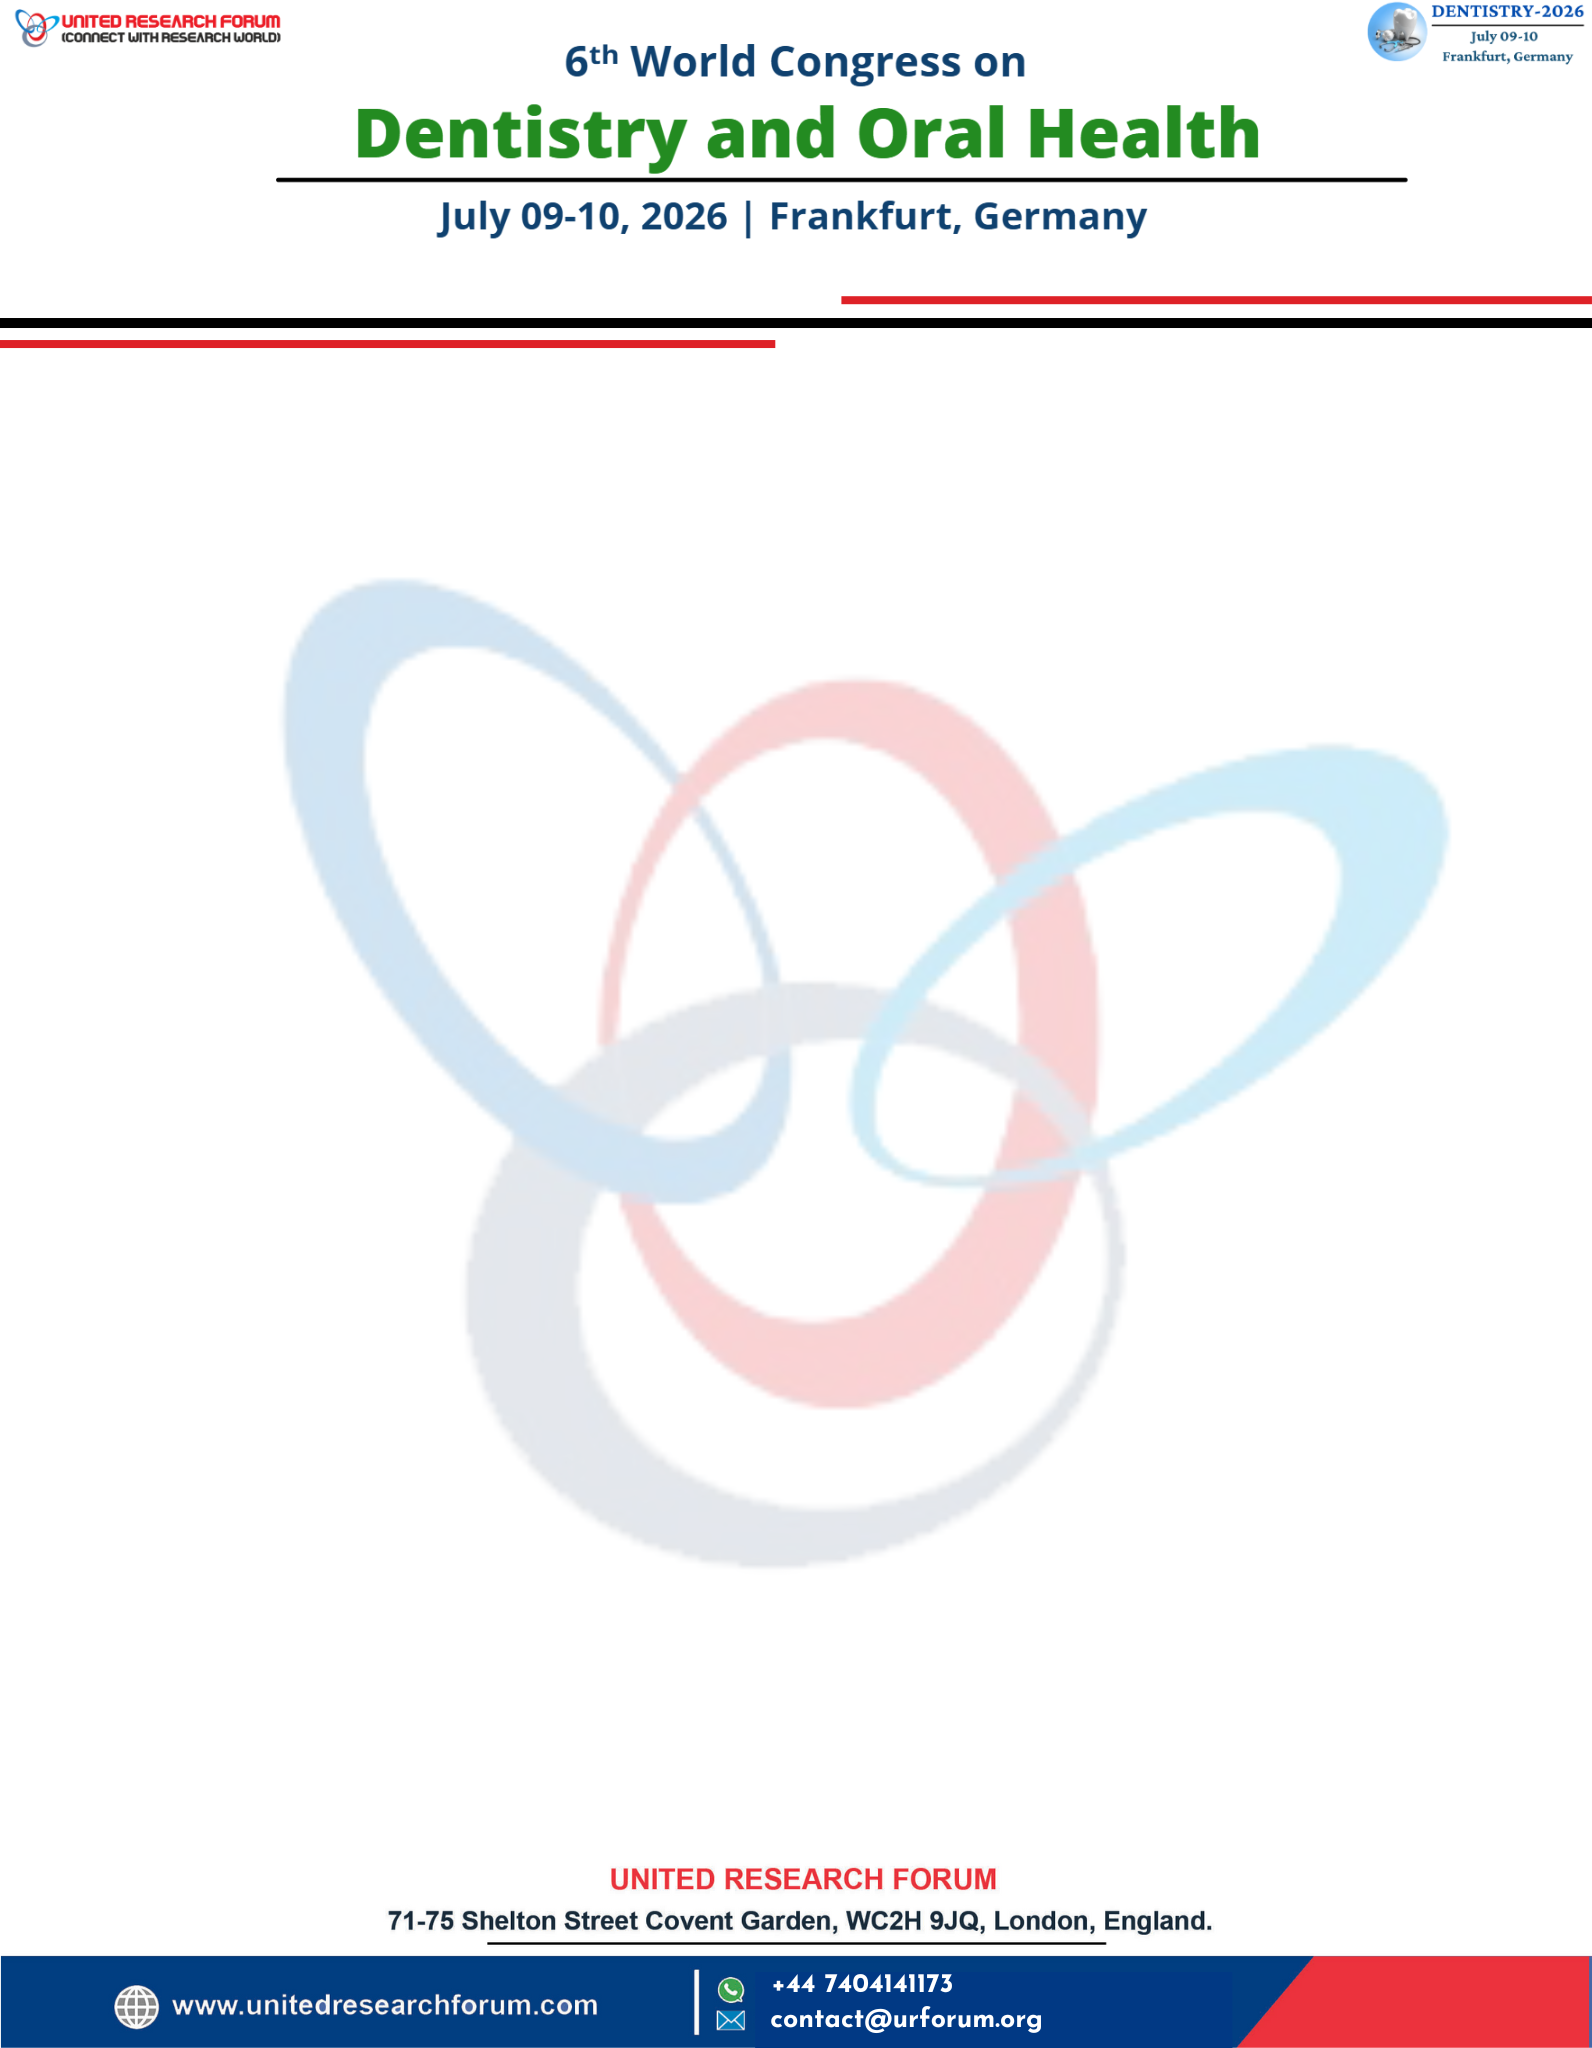 UNITED RESEARCH FORUM
(CONNECT WITH RESEARCH WORLD)
DENTISTRY-2026
July 09-10
Frankfurt, Germany
6th World Congress on
Dentistry and Oral Health
July 09-10, 2026 | Frankfurt, Germany
UNITED RESEARCH FORUM
71-75 Shelton Street Covent Garden, WC2H 9JQ, London, England.
www.unitedresearchforum.com
+44 7404141173
contact@urforum.org